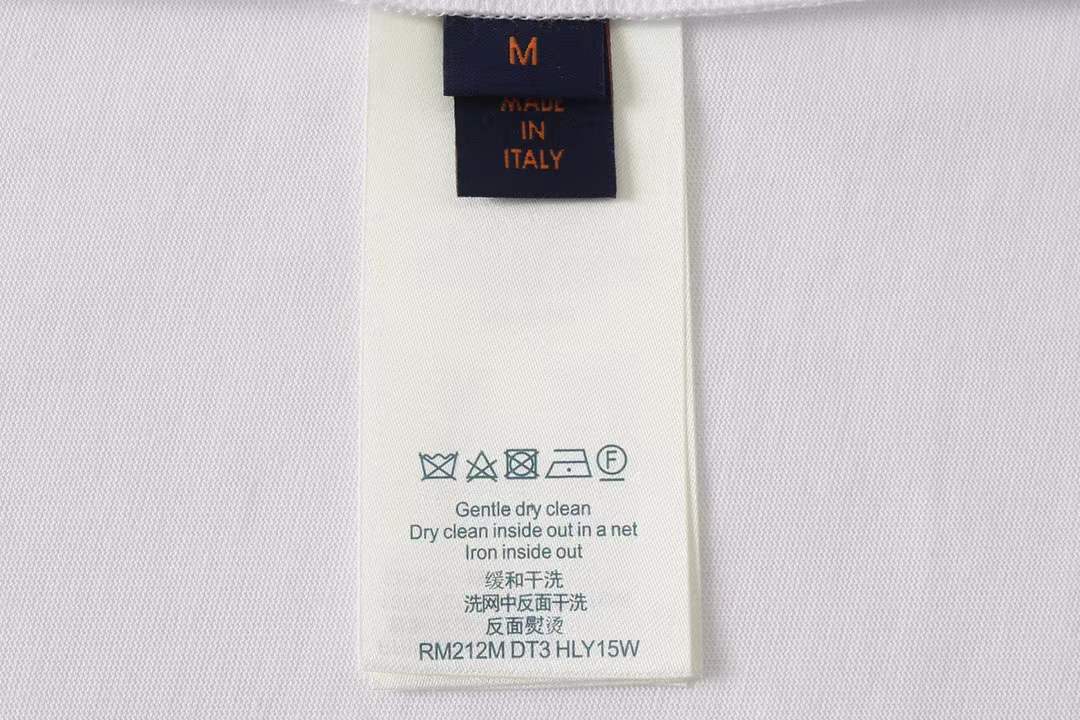 M
MADE
IN
ITALY
F
Gentle dry clean
Dry clean inside out in a net
Iron inside out
缓和干洗
洗网中反面干洗
反面熨烫
RM212M DT3 HLY15W